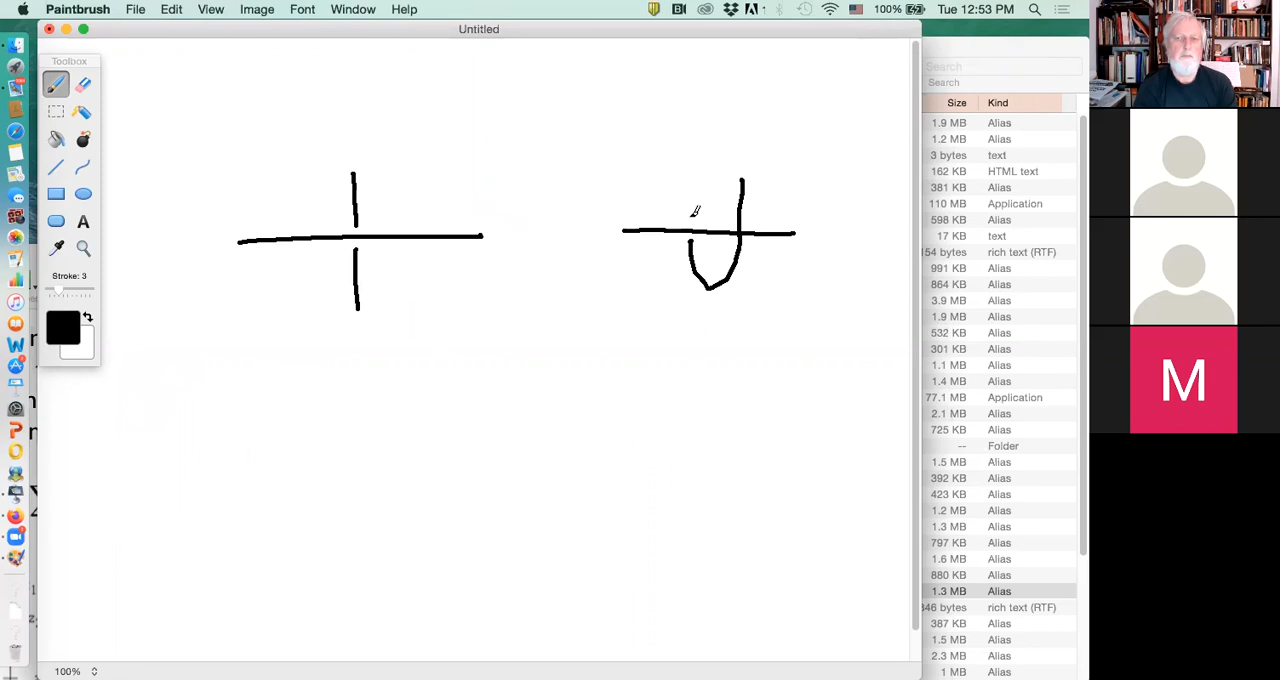 Paintbrush File Edit View Image Font Window Help 100% Tue 12:53 PM
Untitled
Toolbox
Search
Search
Size Kind
1.9 MB Alias
1.2 MB Alias
3 bytes text
162 KB HTML text
381 KB Alias
110 MB Application
598 KB Alias
17 KB text
154 bytes rich text (RTF)
991 KB Alias
864 KB Alias
3.9 MB Alias
1.9 MB Alias
532 KB Alias
301 KB Alias
1.1 MB Alias
1.4 MB Alias
77.1 MB Application
2.1 MB Alias
725 KB Alias
-- Folder
1.5 MB Alias
392 KB Alias
423 KB Alias
1.2 MB Alias
1.3 MB Alias
797 KB Alias
1.6 MB Alias
880 KB Alias
1.3 MB Alias
346 bytes rich text (RTF)
387 KB Alias
1.5 MB Alias
2.3 MB Alias
1 MB Alias
A
Stroke: 3
100%
M